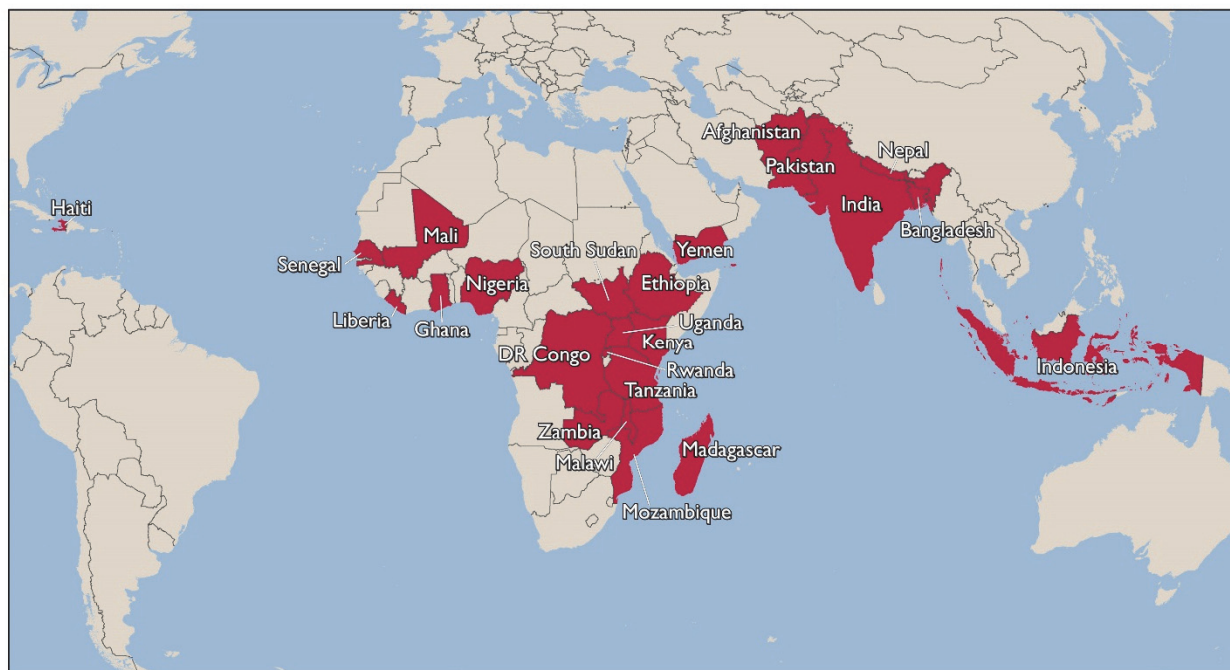 Afghanistan
Nepal
Pakistan
Haiti
India
Mali
Bangladesh
South Sudan
Yemen
Senegal
Nigeria
Ethiopia
Liberia
Ghana
Uganda
Kenya
DR Congo
Rwanda
Indonesia
Tanzania
Zambia
Madagascar
Malawi
Mozambique